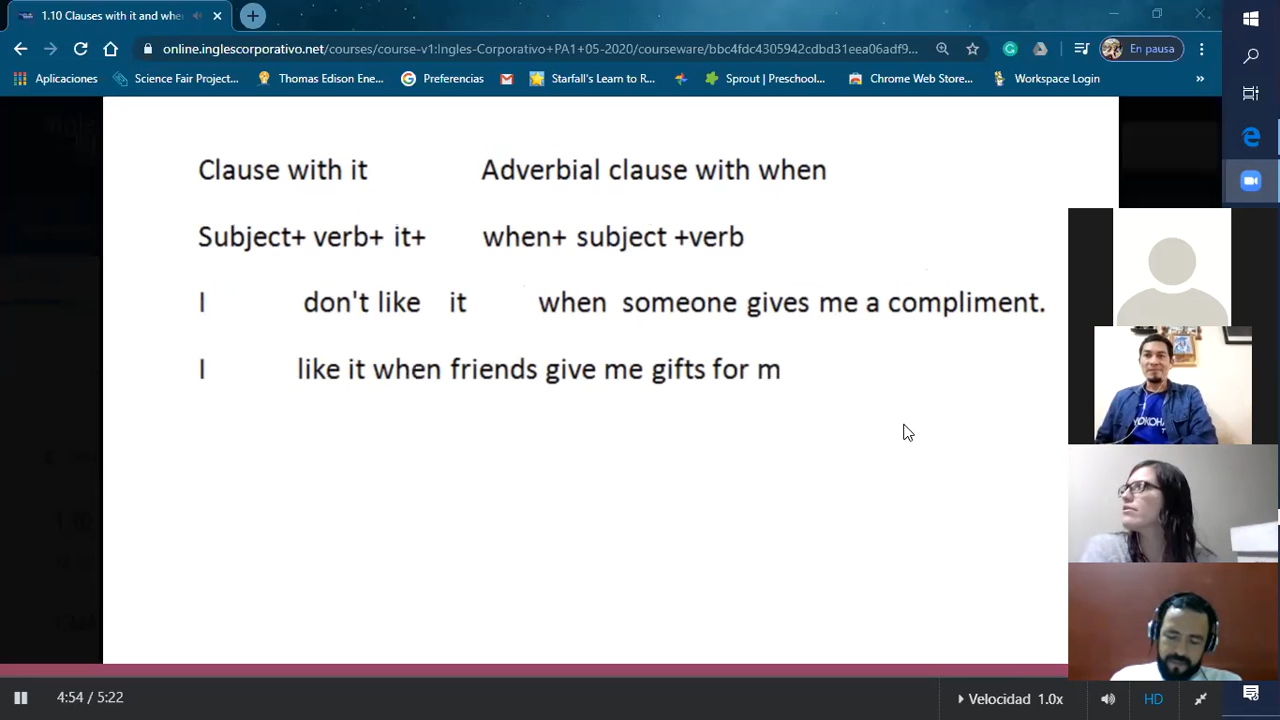 1.10 Clauses with it and whe
online.inglescorporativo.net/courses/course-v1:Ingles-Corporativo+PA1+05-2020/courseware/bbc4fdc4305942cdbd31eea06adf9...
En pausa
Aplicaciones
Science Fair Project...
Thomas Edison Ene...
Preferencias
Starfall's Learn to R...
Sprout | Preschool...
Chrome Web Store...
Workspace Login
»
Clause with it Adverbial clause with when
Subject+ verb+ it+ when+ subject +verb
I don't like it when someone gives me a compliment.
I like it when friends give me gifts for m
4:54 / 5:22
Velocidad 1.0x
HD